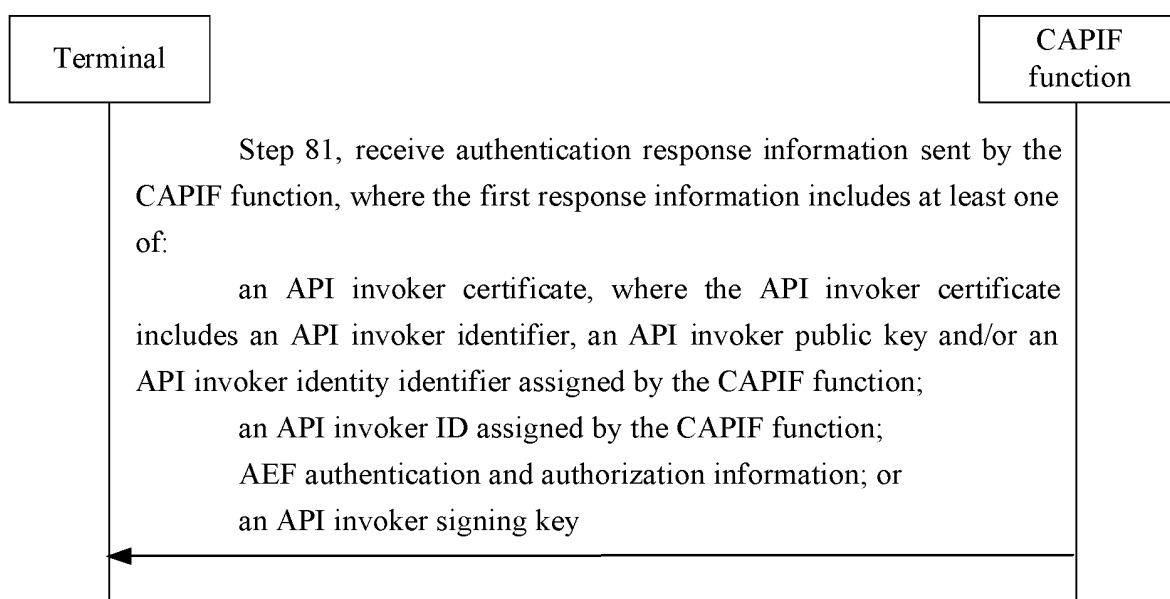 Terminal
CAPIF
function
Step 81, receive authentication response information sent by the
CAPIF function, where the first response information includes at least one
of:
an API invoker certificate, where the API invoker certificate
includes an API invoker identifier, an API invoker public key and/or an
API invoker identity identifier assigned by the CAPIF function;
an API invoker ID assigned by the CAPIF function;
AEF authentication and authorization information; or
an API invoker signing key